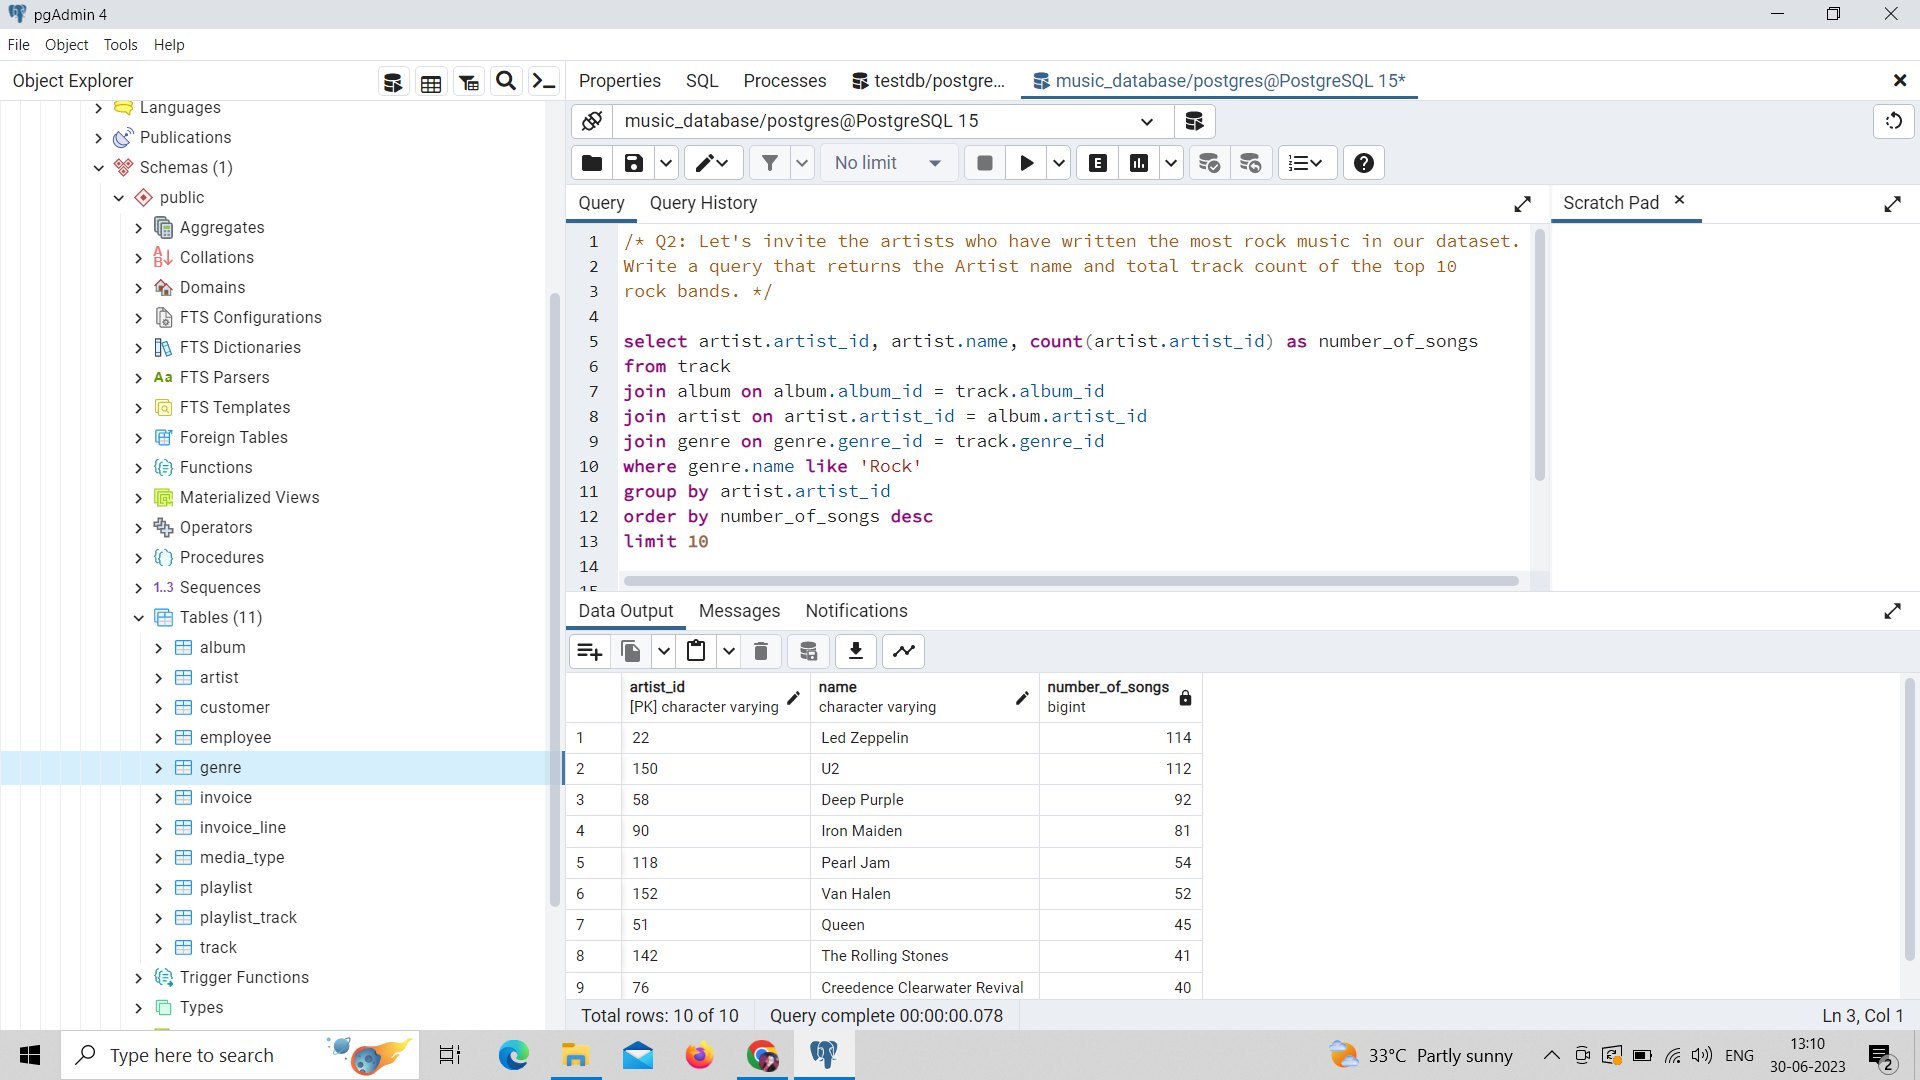 pgAdmin 4
File Object Tools Help
Object Explorer
Languages
Publications
Schemas (1)
public
Aggregates
Collations
Domains
FTS Configurations
FTS Dictionaries
Aa FTS Parsers
FTS Templates
Foreign Tables
Functions
Materialized Views
Operators
Procedures
1..3 Sequences
Tables (11)
album
artist
customer
employee
genre
invoice
invoice_line
media_type
playlist
playlist_track
track
Trigger Functions
Types
Properties SQL Processes testdb/postgre... music_database/postgres@PostgreSQL 15*
music_database/postgres@PostgreSQL 15
No limit E
Query Query History Scratch Pad
1 /* Q2: Let's invite the artists who have written the most rock music in our dataset.
2 Write a query that returns the Artist name and total track count of the top 10
3 rock bands. */
4
5 select artist.artist_id, artist.name, count(artist.artist_id) as number_of_songs
6 from track
7 join album on album.album_id = track.album_id
8 join artist on artist.artist_id = album.artist_id
9 join genre on genre.genre_id = track.genre_id
10 where genre.name like 'Rock'
11 group by artist.artist_id
12 order by number_of_songs desc
13 limit 10
14
15
Data Output Messages Notifications
artist_id name number_of_songs
[PK] character varying character varying bigint
1 22 Led Zeppelin 114
2 150 U2 112
3 58 Deep Purple 92
4 90 Iron Maiden 81
5 118 Pearl Jam 54
6 152 Van Halen 52
7 51 Queen 45
8 142 The Rolling Stones 41
9 76 Creedence Clearwater Revival 40
Total rows: 10 of 10 Query complete 00:00:00.078 Ln 3, Col 1
Type here to search
33°C Partly sunny
ENG
13:10
30-06-2023
2